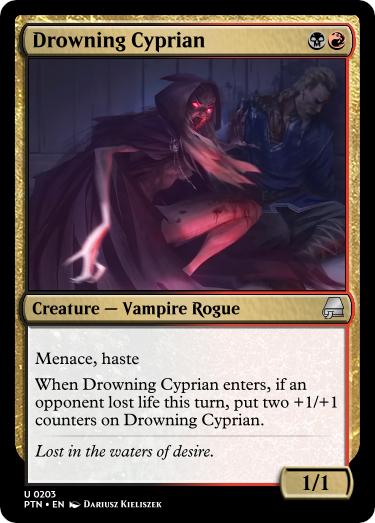 Drowning Cyprian
Creature — Vampire Rogue
Menace, haste
When Drowning Cyprian enters, if an
opponent lost life this turn, put two +1/+1
counters on Drowning Cyprian.
Lost in the waters of desire.
1/1
U 0203
PTN • EN Dariusz Kieliszek